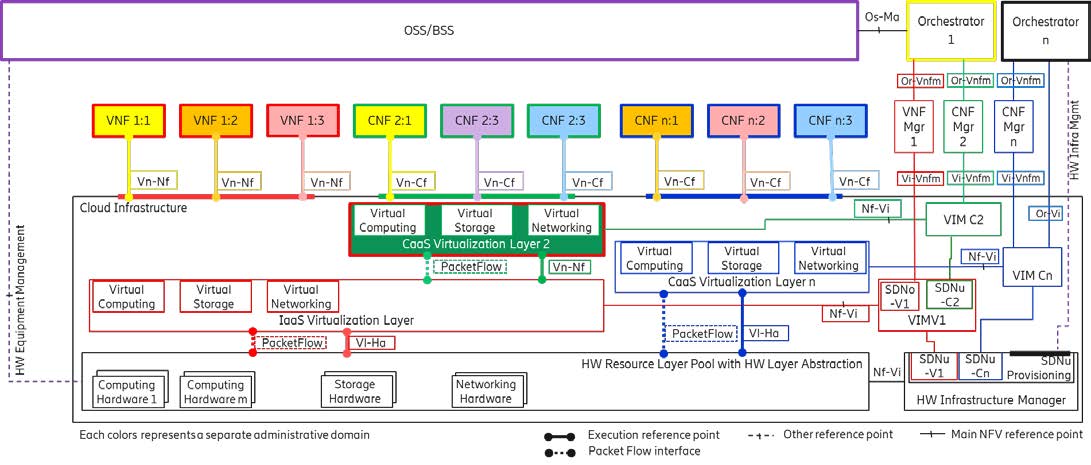 OSS/BSS
Os-Ma
Orchestrator
1
Orchestrator
n
Or-Vnfm
Or-Vnfm
Or-Vnfm
VNF 1:1
VNF 1:2
VNF 1:3
CNF 2:1
CNF 2:3
CNF 2:3
CNF n:1
CNF n:2
CNF n:3
VNF
Mgr
1
CNF
Mgr
2
CNF
Mgr
n
HW Infra Mgmt
Vn-Nf
Vn-Nf
Vn-Nf
Vn-Cf
Vn-Cf
Vn-Cf
Vn-Cf
Vn-Cf
Vn-Cf
Vi-Vnfm
Vi-Vnfm
Vi-Vnfm
Cloud Infrastructure
Virtual
Computing
Virtual
Storage
Virtual
Networking
CaaS Virtualization Layer 2
Nf-Vi
VIM C2
Or-Vi
PacketFlow
Vn-Nf
Virtual
Computing
Virtual
Storage
Virtual
Networking
CaaS Virtualization Layer n
Nf-Vi
VIM Cn
Virtual
Computing
Virtual
Storage
Virtual
Networking
IaaS Virtualization Layer
SDNo
-V1
SDNu
-C2
VIMV1
Nf-Vi
PacketFlow
Vl-Ha
PacketFlow
Vl-Ha
HW Equipment Management
HW Resource Layer Pool with HW Layer Abstraction
Computing
Hardware 1
Computing
Hardware m
Storage
Hardware
Networking
Hardware
Nf-Vi
SDNu
-V1
SDNu
-Cn
SDNu
Provisioning
HW Infrastructure Manager
Each colors represents a separate administrative domain
Execution reference point
Other reference point
Main NFV reference point
Packet Flow interface